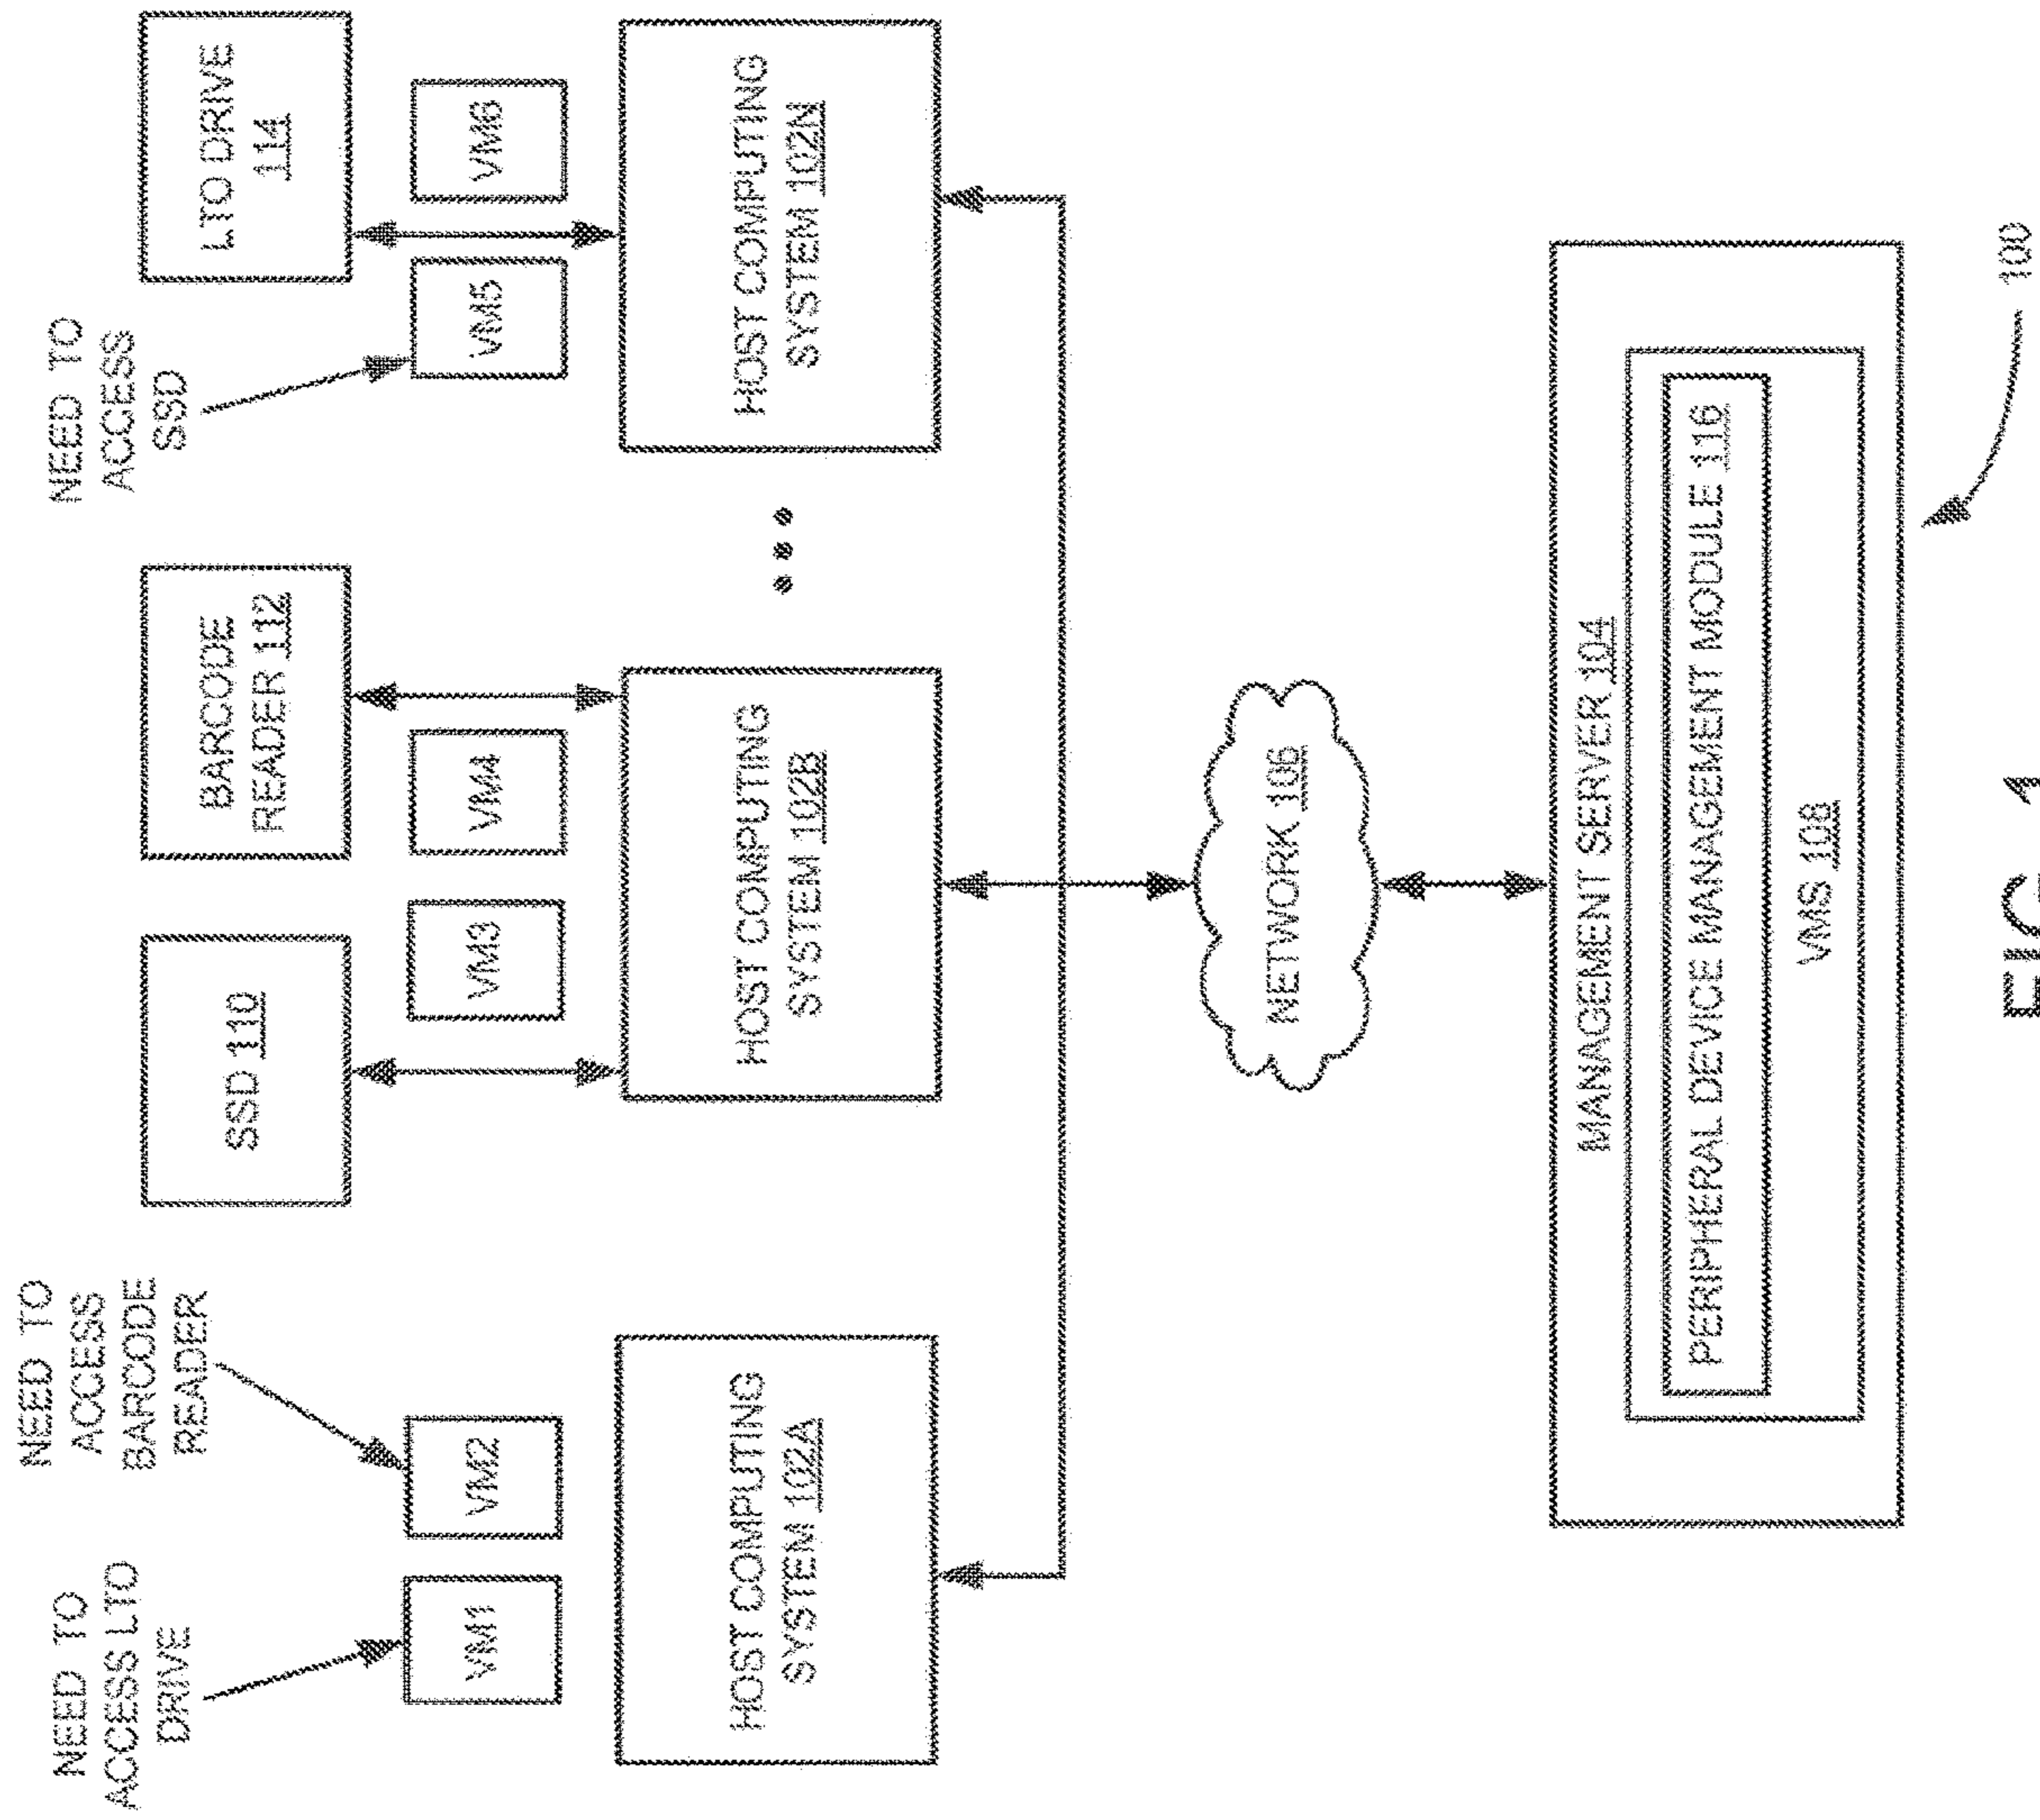 NEED TO
ACCESS LTO
DRIVE
NEED TO
ACCESS
BARCODE
READER
SSD 110
BARCODE
READER 112
NEED TO
ACCESS
SSD
LTO DRIVE
114
VM1
VM2
VM3
VM4
VM5
VM6
HOST COMPUTING
SYSTEM 102A
HOST COMPUTING
SYSTEM 102B
HOST COMPUTING
SYSTEM 102N
NETWORK 106
MANAGEMENT SERVER 104
PERIPHERAL DEVICE MANAGEMENT MODULE 116
VMS 108
100
FIG. 1